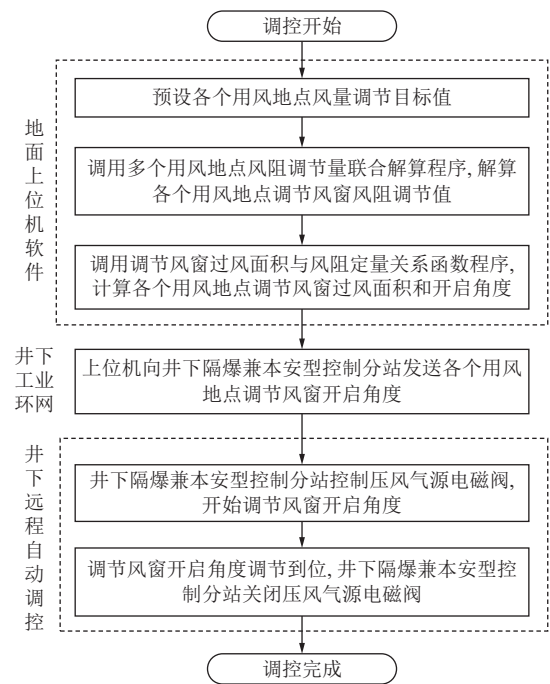 调控开始
地面上位机软件
预设各个用风地点风量调节目标值
调用多个用风地点风阻调节量联合解算程序, 解算
各个用风地点调节风窗风阻调节值
调用调节风窗过风面积与风阻定量关系函数程序,
计算各个用风地点调节风窗过风面积和开启角度
井下
工业
环网
上位机向井下隔爆兼本安型控制分站发送各个用风
地点调节风窗开启角度
井下远程自动调控
井下隔爆兼本安型控制分站控制压风气源电磁阀,
开始调节风窗开启角度
调节风窗开启角度调节到位, 井下隔爆兼本安型控
制分站关闭压风气源电磁阀
调控完成